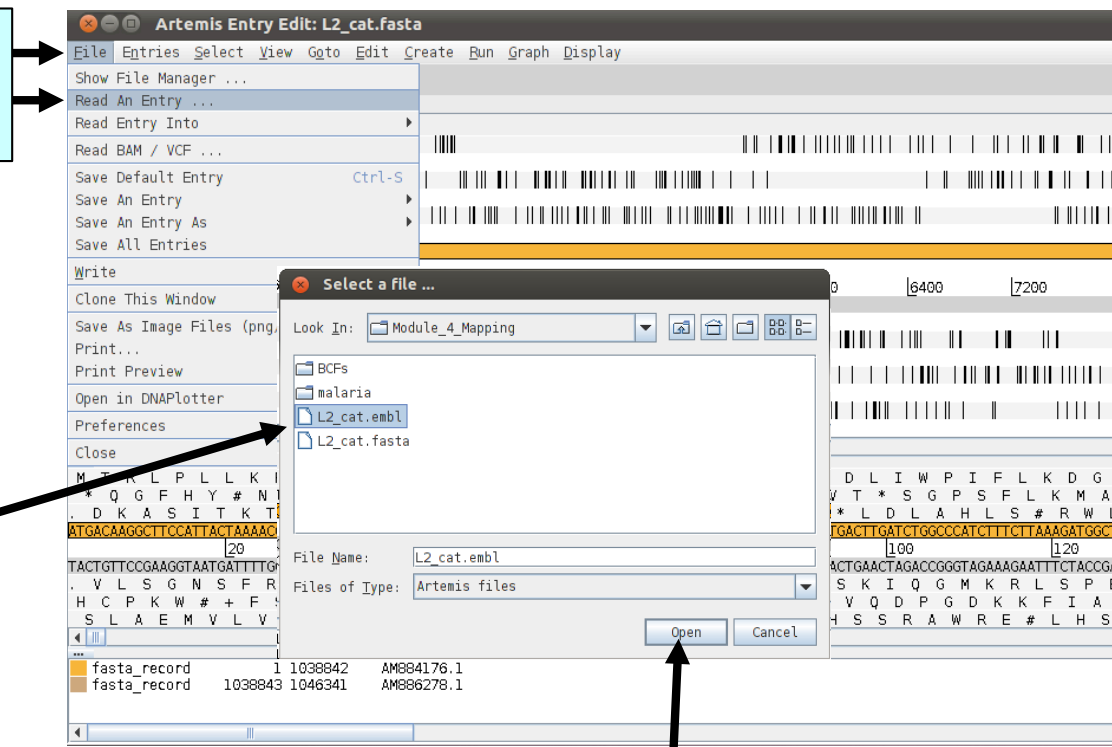 Artemis Entry Edit: L2_cat.fasta
File Entries Select View Goto Edit Create Run Graph Display
Show File Manager ...
Read An Entry ...
Read Entry Into
Read BAM / VCF ...
Save Default Entry Ctrl-S
Save An Entry
Save An Entry As
Save All Entries
Write
Clone This Window
Save As Image Files (png,
Print...
Print Preview
Open in DNAPlotter
Preferences
Close
6400 7200
Select a file ...
Look In: Module_4_Mapping
BCFs
malaria
L2_cat.embl
L2_cat.fasta
File Name: L2_cat.embl
Files of Type: Artemis files
Open Cancel
D L I W P I F L K D G
* Q G F H Y # N V T * S G P S F L K M A
. D K A S I T K T * L D L A H L S # R W L
ATGACAAGGCTTCCATTACTAAAAC TGACTTGATCTGGCCCATCTTTCTTAAAGATGGCT
20 100 120
TACTGTTCCGAAGGTAATGATTTTG ACTGAACTAGACCGGGTAGAAAGAATTTCTACCGA
. V L S G N S F R S K I Q G M K R L S P
H C P K W # + F V Q D P G D K K F I A
S L A E M V L V H S S R A W R E # L H S
fasta_record 1 1038842 AM884176.1
fasta_record 1038843 1046341 AM886278.1